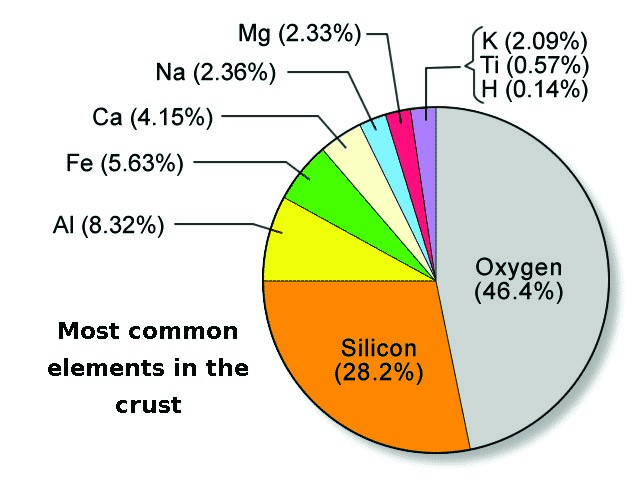 Mg (2.33%)
K (2.09%)
Ti (0.57%)
H (0.14%)
Na (2.36%)
Ca (4.15%)
Fe (5.63%)
Al (8.32%)
Oxygen
(46.4%)
Silicon
(28.2%)
Most common
elements in the
crust